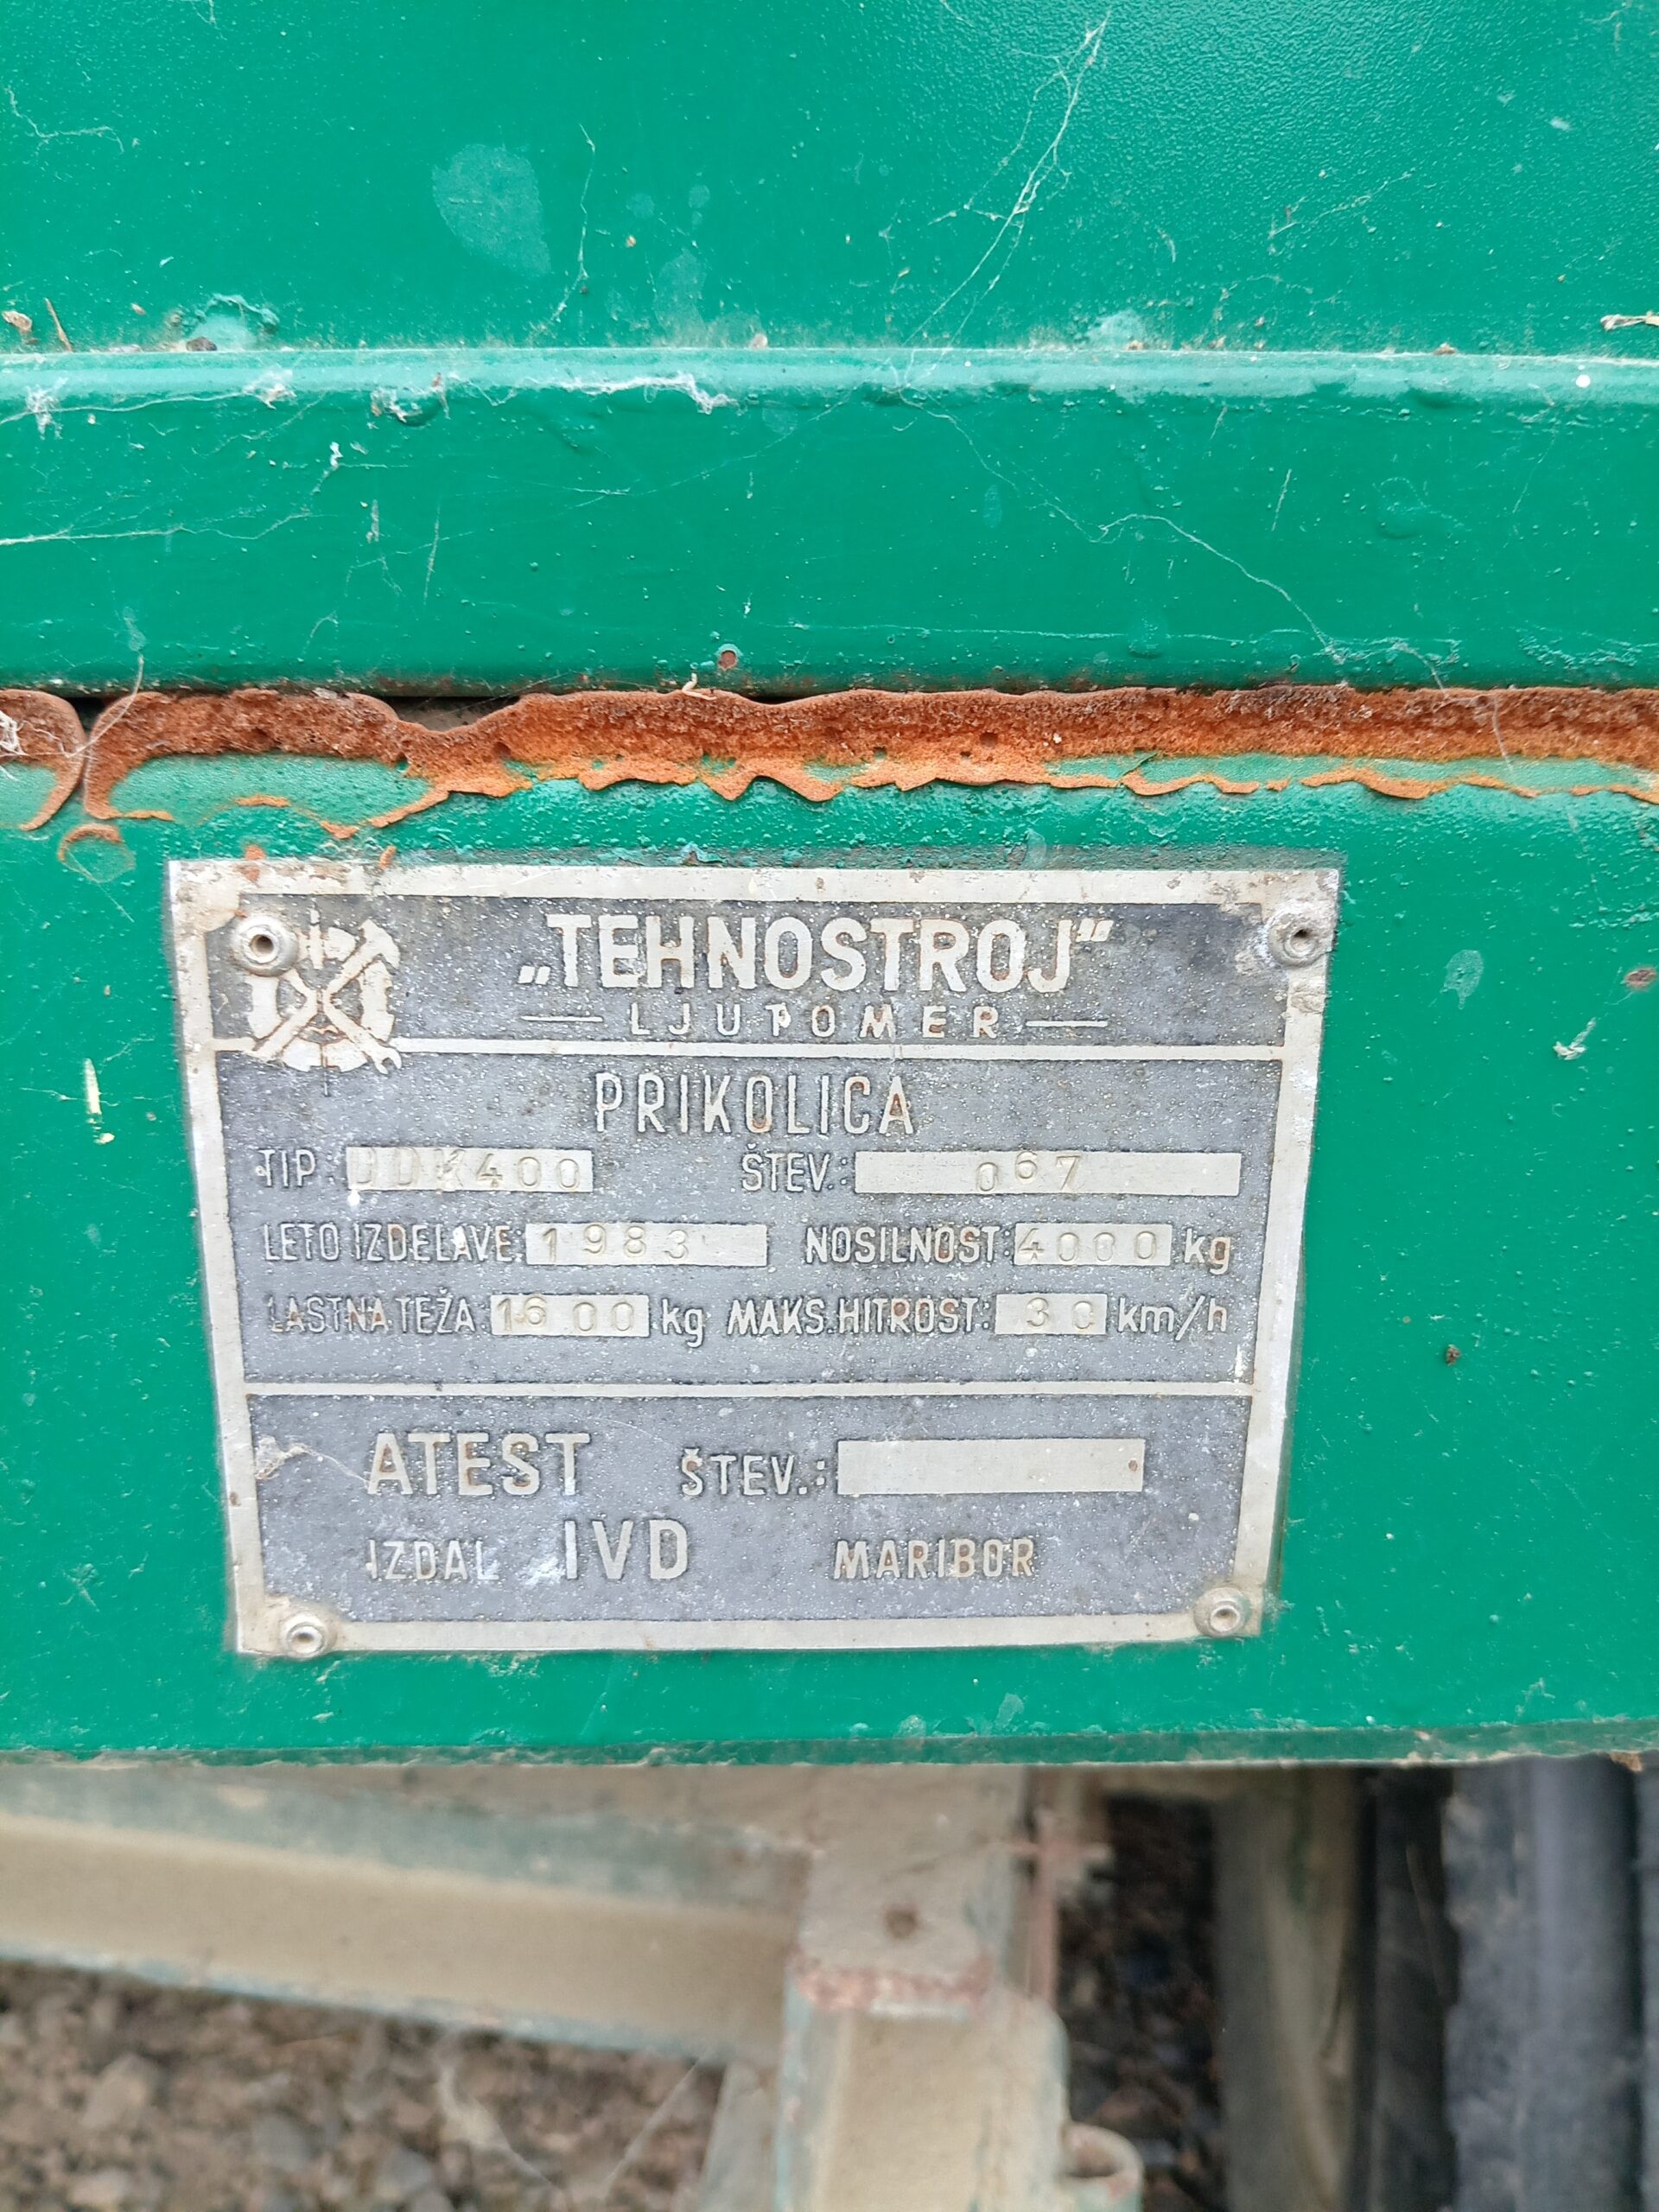 „TEHNOSTROJ"
LJUTOMER
PRIKOLICA
TIP: DDK400 ŠTEV.: 067
LETO IZDELAVE: 1983 NOSILNOST: 4000 kg
LASTNA TEŽA: 1600 kg MAKS. HITROST: 30 km/h
ATEST ŠTEV.:
IZDAL IVD MARIBOR